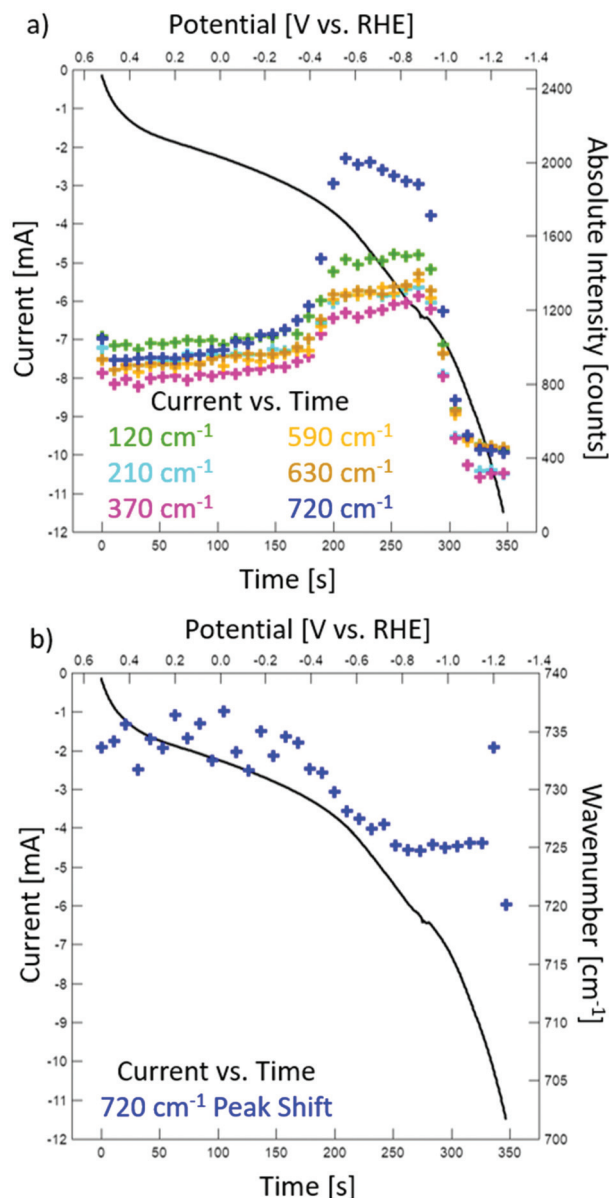 a)
Potential [V vs. RHE]
0.6 0.4 0.2 0.0 -0.2 -0.4 -0.6 -0.8 -1.0 -1.2 -1.4
0
-1
-2
-3
-4
-5
-6
-7
-8
-9
-10
-11
-12
Current [mA]
2400
2000
1600
1200
800
400
0
Absolute Intensity [counts]
Current vs. Time
120 cm⁻¹ 590 cm⁻¹
210 cm⁻¹ 630 cm⁻¹
370 cm⁻¹ 720 cm⁻¹
0 50 100 150 200 250 300 350
Time [s]
b)
Potential [V vs. RHE]
0.6 0.4 0.2 0.0 -0.2 -0.4 -0.6 -0.8 -1.0 -1.2 -1.4
0
-1
-2
-3
-4
-5
-6
-7
-8
-9
-10
-11
-12
Current [mA]
740
735
730
725
720
715
710
705
700
Wavenumber [cm⁻¹]
Current vs. Time
720 cm⁻¹ Peak Shift
0 50 100 150 200 250 300 350
Time [s]